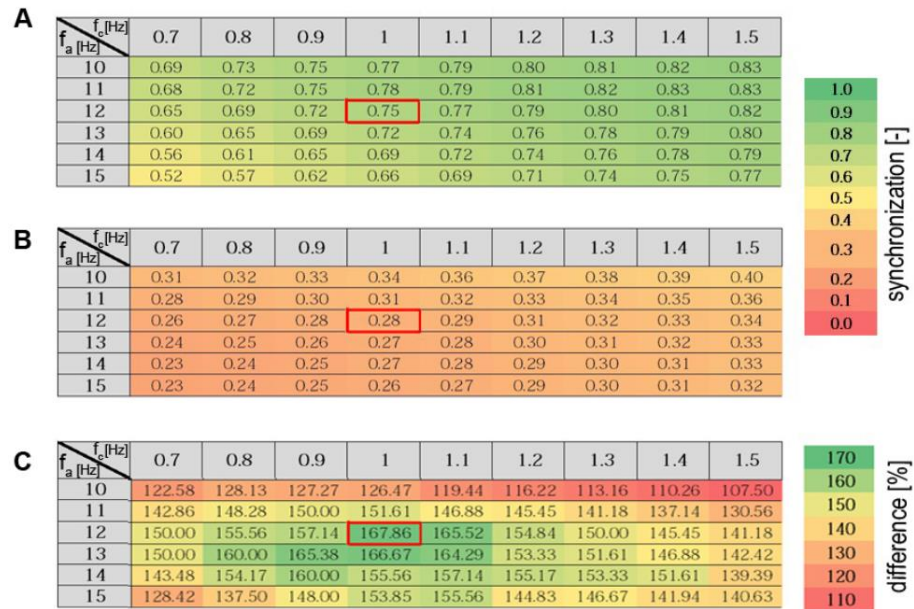 A
f_c[Hz] 0.7 0.8 0.9 1 1.1 1.2 1.3 1.4 1.5
f_a[Hz]
10 0.69 0.73 0.75 0.77 0.79 0.80 0.81 0.82 0.83
11 0.68 0.72 0.75 0.78 0.79 0.81 0.82 0.83 0.83
12 0.65 0.69 0.72 0.75 0.77 0.79 0.80 0.81 0.82
13 0.60 0.65 0.69 0.72 0.74 0.76 0.78 0.79 0.80
14 0.56 0.61 0.65 0.69 0.72 0.74 0.76 0.78 0.79
15 0.52 0.57 0.62 0.66 0.69 0.71 0.74 0.75 0.77
B
f_c[Hz] 0.7 0.8 0.9 1 1.1 1.2 1.3 1.4 1.5
f_a[Hz]
10 0.31 0.32 0.33 0.34 0.36 0.37 0.38 0.39 0.40
11 0.28 0.29 0.30 0.31 0.32 0.33 0.34 0.35 0.36
12 0.26 0.27 0.28 0.28 0.29 0.31 0.32 0.33 0.34
13 0.24 0.25 0.26 0.27 0.28 0.30 0.31 0.32 0.33
14 0.23 0.24 0.25 0.27 0.28 0.29 0.30 0.31 0.33
15 0.23 0.24 0.25 0.26 0.27 0.29 0.30 0.31 0.32
1.0
0.9
0.8
0.7
0.6
0.5
0.4
0.3
0.2
0.1
0.0
synchronization [-]
C
f_c[Hz] 0.7 0.8 0.9 1 1.1 1.2 1.3 1.4 1.5
f_a[Hz]
10 122.58 128.13 127.27 126.47 119.44 116.22 113.16 110.26 107.50
11 142.86 148.28 150.00 151.61 146.88 145.45 141.18 137.14 130.56
12 150.00 155.56 157.14 167.86 165.52 154.84 150.00 145.45 141.18
13 150.00 160.00 165.38 166.67 164.29 153.33 151.61 146.88 142.42
14 143.48 154.17 160.00 155.56 157.14 155.17 153.33 151.61 139.39
15 128.42 137.50 148.00 153.85 155.56 144.83 146.67 141.94 140.63
170
160
150
140
130
120
110
difference [%]